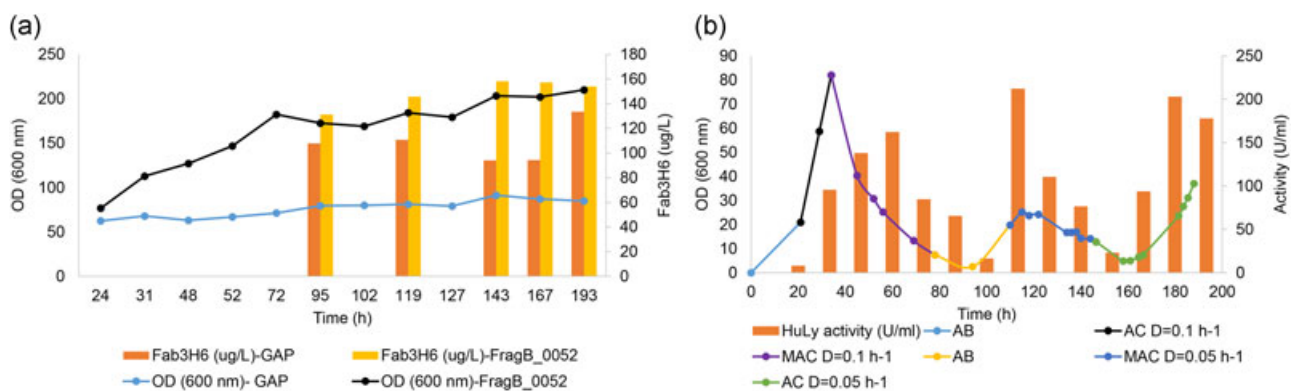 (a)
250
200
150
100
50
0
OD (600 nm)
180
160
140
120
100
80
60
40
20
0
Fab3H6 (ug/L)
24 31 48 52 72 95 102 119 127 143 167 193
Time (h)
Fab3H6 (ug/L)-GAP Fab3H6 (ug/L)-FragB_0052
OD (600 nm)- GAP OD (600 nm)-FragB_0052
(b)
90
80
70
60
50
40
30
20
10
0
OD (600 nm)
250
200
150
100
50
0
Activity (U/ml)
0 20 40 60 80 100 120 140 160 180 200
Time (h)
HuLy activity (U/ml) AB AC D=0.1 h-1
MAC D=0.1 h-1 AB MAC D=0.05 h-1
AC D=0.05 h-1